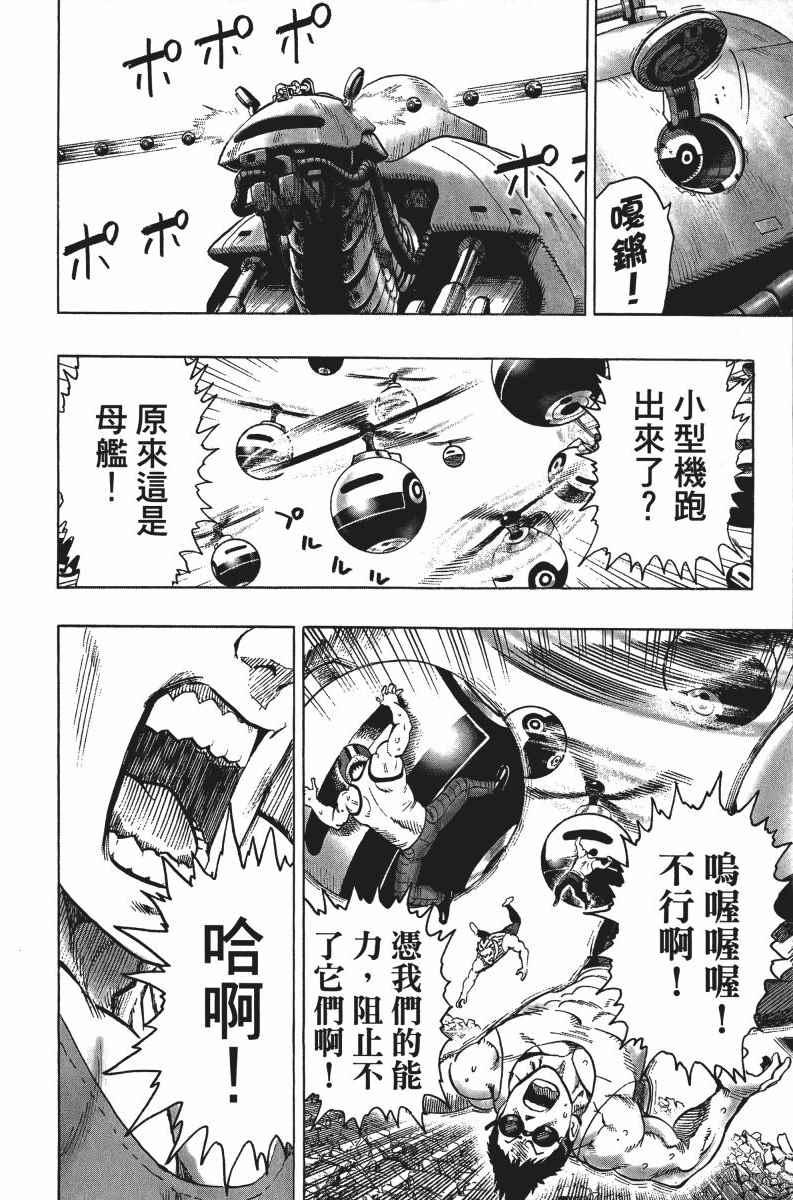 嘎鏘！
ポ
ポ
ポ
ポ
ポ
ポ
小型機跑
出來了？
プル
ルル
ルル
原來這是
母艦！
嗚喔喔喔！
不行啊！
憑我們的能
力，阻止不
了它們啊！
哈啊！